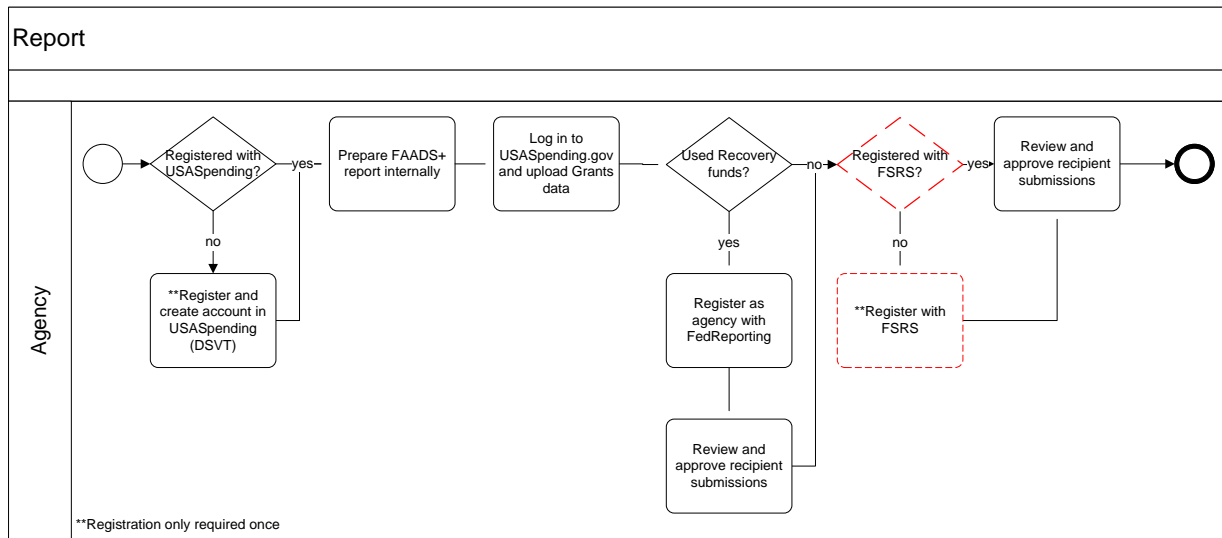 Report
Agency
Registered with
USASpending?
yes
no
**Register and
create account in
USASpending
(DSVT)
Prepare FAADS+
report internally
Log in to
USASpending.gov
and upload Grants
data
Used Recovery
funds?
no
yes
Register as
agency with
FedReporting
Review and
approve recipient
submissions
Registered with
FSRS?
yes
no
**Register with
FSRS
Review and
approve recipient
submissions
**Registration only required once